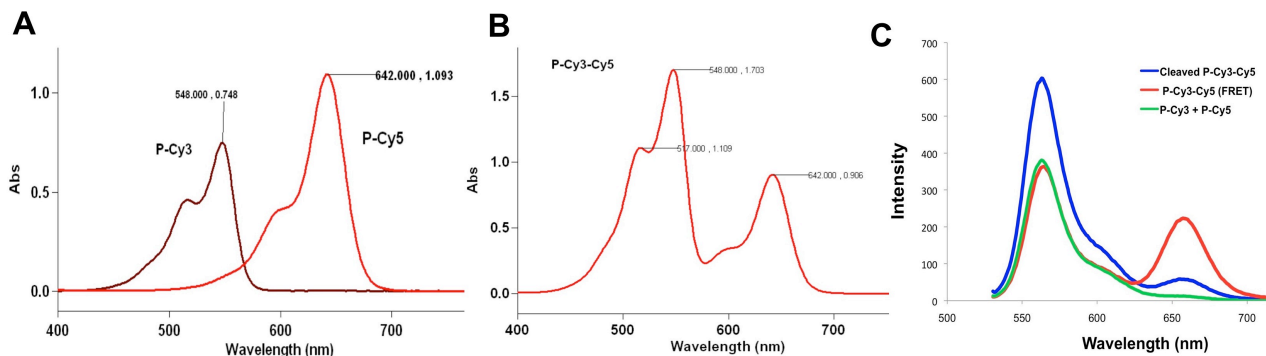 A
Abs
1.0
0.5
0.0
548.000 , 0.748
P-Cy3
642.000 , 1.093
P-Cy5
400
500
600
700
Wavelength (nm)
B
P-Cy3-Cy5
Abs
1.5
1.0
0.5
0.0
548.000 , 1.703
517.000 , 1.109
642.000 , 0.906
400
500
600
700
Wavelength (nm)
C
Intensity
700
600
500
400
300
200
100
0
Cleaved P-Cy3-Cy5
P-Cy3-Cy5 (FRET)
P-Cy3 + P-Cy5
500
550
600
650
700
Wavelength (nm)